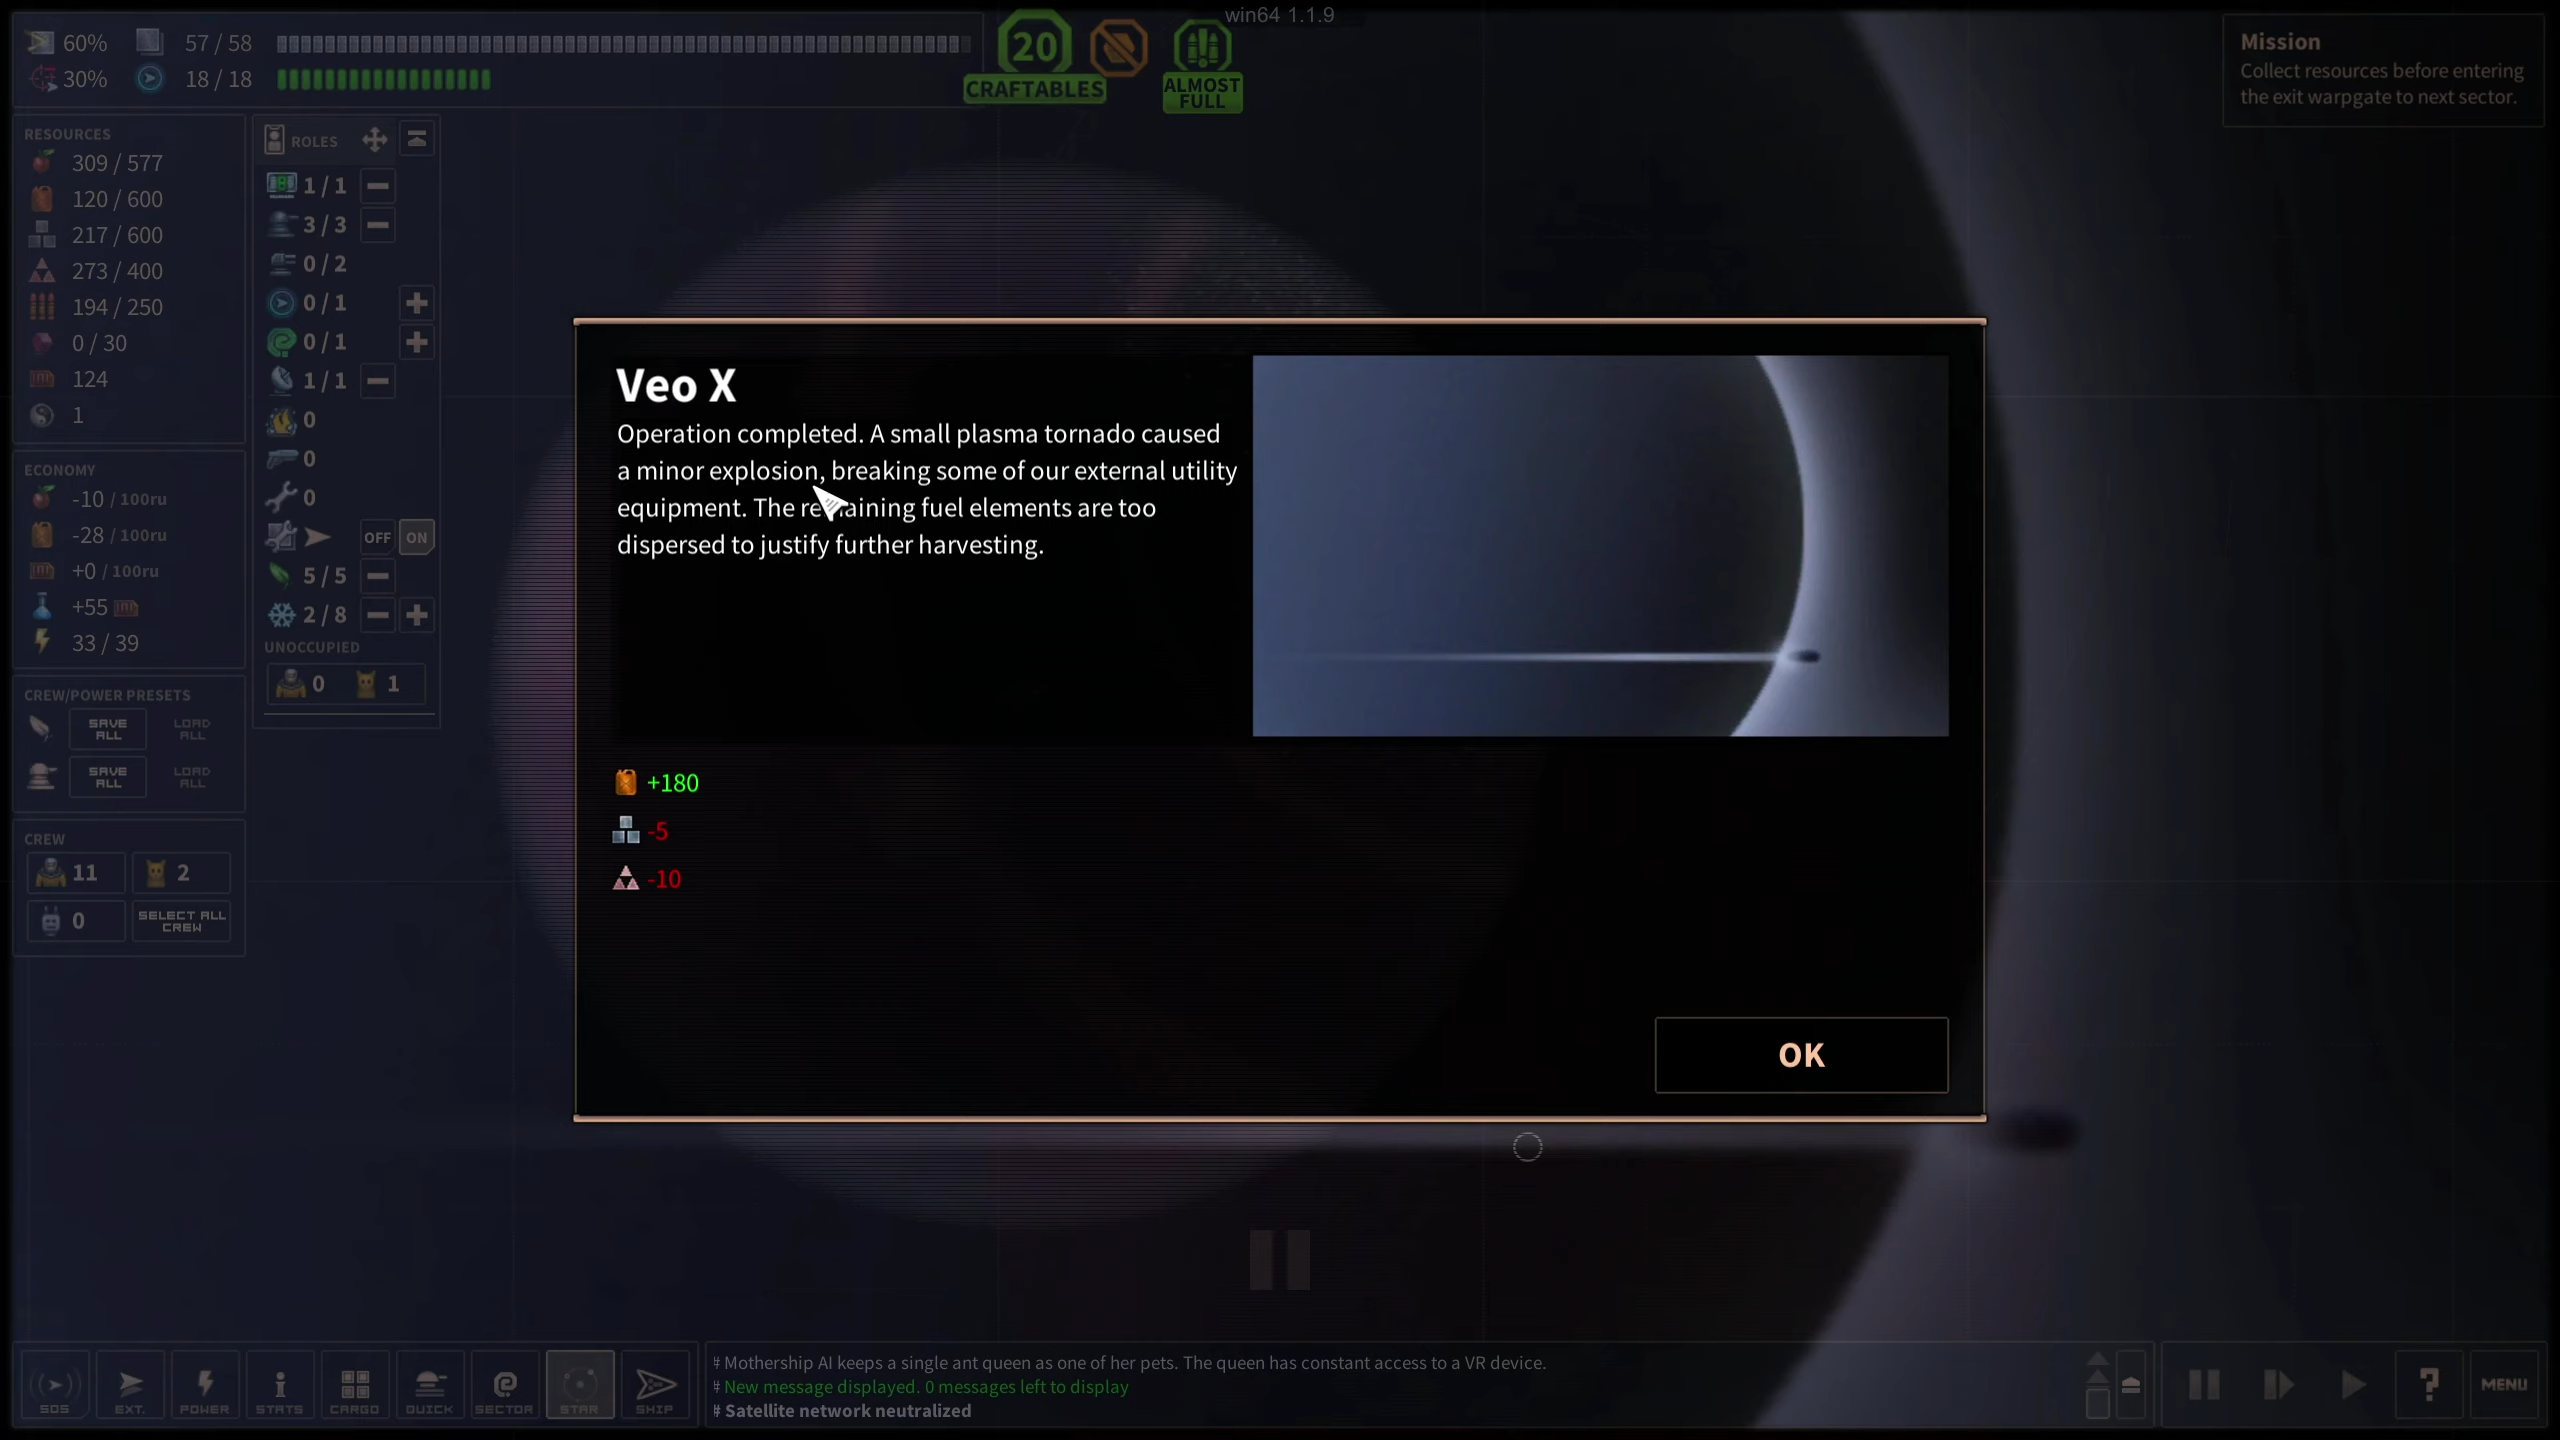 win64 1.1.9
60%
57 / 58
30%
18 / 18
20
CRAFTABLES
ALMOST
FULL
Mission
Collect resources before entering
the exit warpgate to next sector.
RESOURCES
309 / 577
120 / 600
217 / 600
273 / 400
194 / 250
0 / 30
124
1
ROLES
1 / 1
3 / 3
0 / 2
0 / 1
0 / 1
1 / 1
0
0
0
OFF
ON
5 / 5
2 / 8
UNOCCUPIED
0
1
ECONOMY
-10 / 100ru
-28 / 100ru
+0 / 100ru
+55
33 / 39
CREW/POWER PRESETS
SAVE
ALL
LOAD
ALL
SAVE
ALL
LOAD
ALL
CREW
11
2
0
SELECT ALL
CREW
Veo X
Operation completed. A small plasma tornado caused
a minor explosion, breaking some of our external utility
equipment. The remaining fuel elements are too
dispersed to justify further harvesting.
+180
-5
-10
OK
SOS
EXT.
POWER
STATS
CARGO
QUICK
SECTOR
STAR
SHIP
Mothership AI keeps a single ant queen as one of her pets. The queen has constant access to a VR device.
New message displayed. 0 messages left to display
Satellite network neutralized
?
MENU